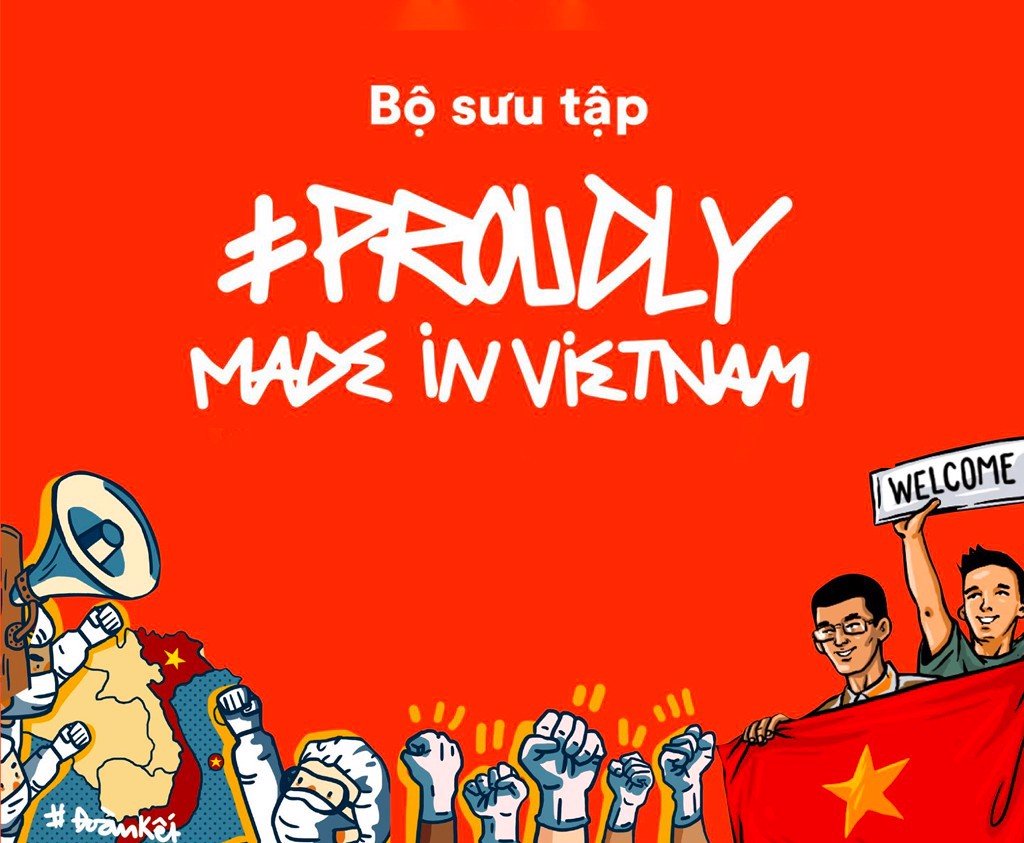 Bộ sưu tập
#PROUDLY
MADE iN ViETNAM
WELCOME
#ĐoànKết